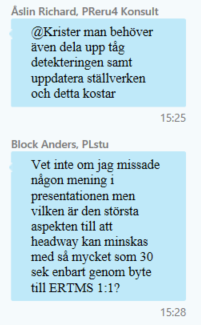 Åslin Richard, PReru4 Konsult
@Krister man behöver
även dela upp tåg
detekteringen samt
uppdatera ställverken
och detta kostar
15:25
Block Anders, PLstu
Vet inte om jag missade
någon mening i
presentationen men
vilken är den största
aspekten till att
headway kan minskas
med så mycket som 30
sek enbart genom byte
till ERTMS 1:1?
15:28